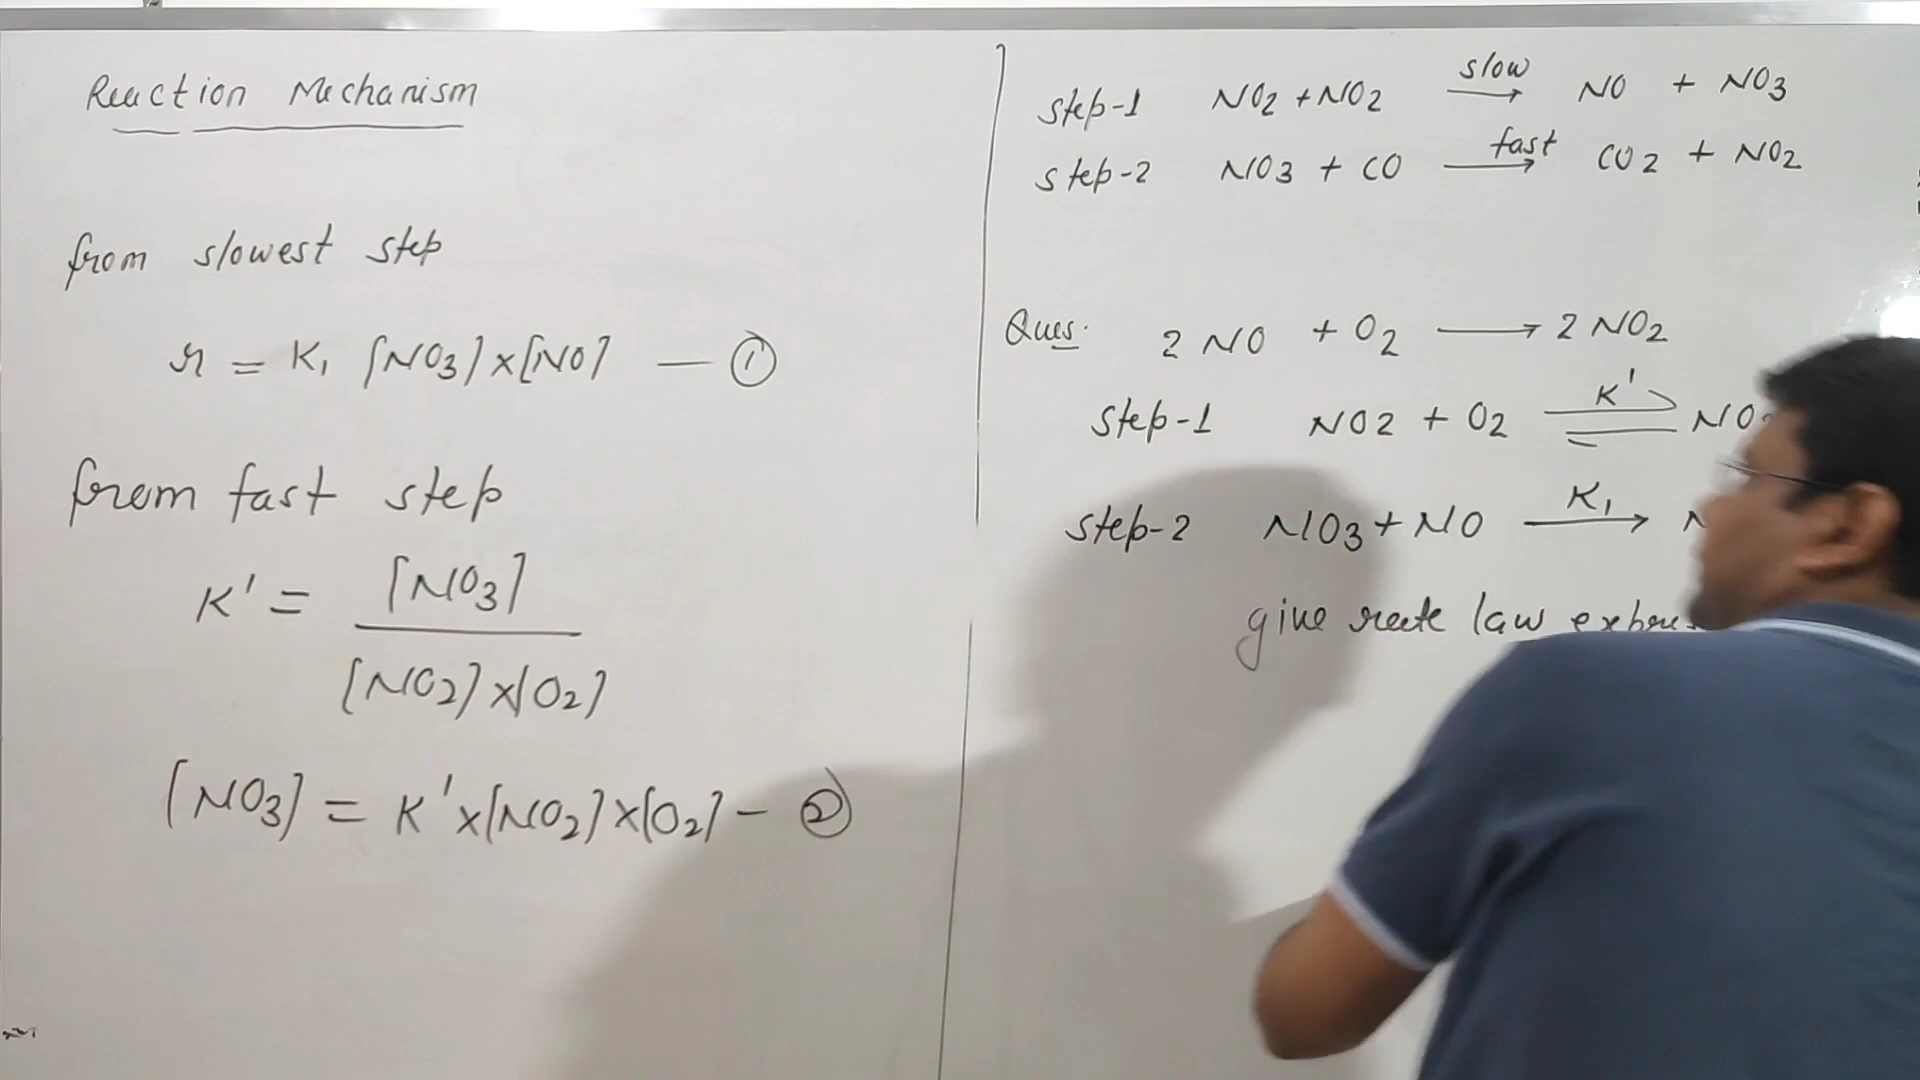 Reaction Mechanism
from slowest step
r = K₁ [NO₃]×[NO] — ①
from fast step
K' = [NO₃] / [NO₂]×[O₂]
[NO₃] = K'×[NO₂]×[O₂] – ②
step-1 NO₂ + NO₂ slow → NO + NO₃
step-2 NO₃ + CO fast → CO₂ + NO₂
Ques. 2 NO + O₂ → 2 NO₂
Step-1 NO2 + O₂ K' ⇌
step-2 NO₃ + NO K₁ →
give rate law